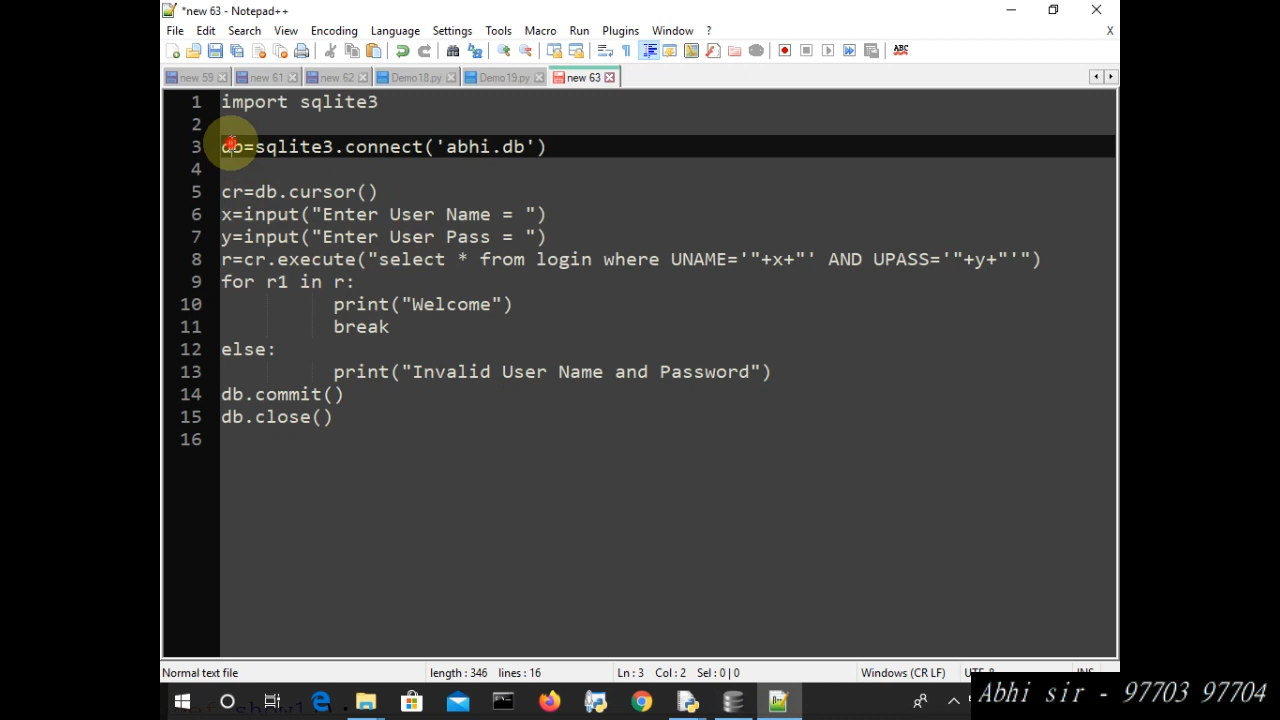 *new 63 - Notepad++
File Edit Search View Encoding Language Settings Tools Macro Run Plugins Window ? X
ABC
new 59 new 61 new 62 Demo18.py Demo19.py new 63
1 import sqlite3
2
3 db=sqlite3.connect('abhi.db')
4
5 cr=db.cursor()
6 x=input("Enter User Name = ")
7 y=input("Enter User Pass = ")
8 r=cr.execute("select * from login where UNAME='"+x+"' AND UPASS='"+y+"'")
9 for r1 in r:
10 print("Welcome")
11 break
12 else:
13 print("Invalid User Name and Password")
14 db.commit()
15 db.close()
16
Normal text file length : 346 lines : 16 Ln : 3 Col : 2 Sel : 0 | 0 Windows (CR LF)
Abhi sir - 97703 97704